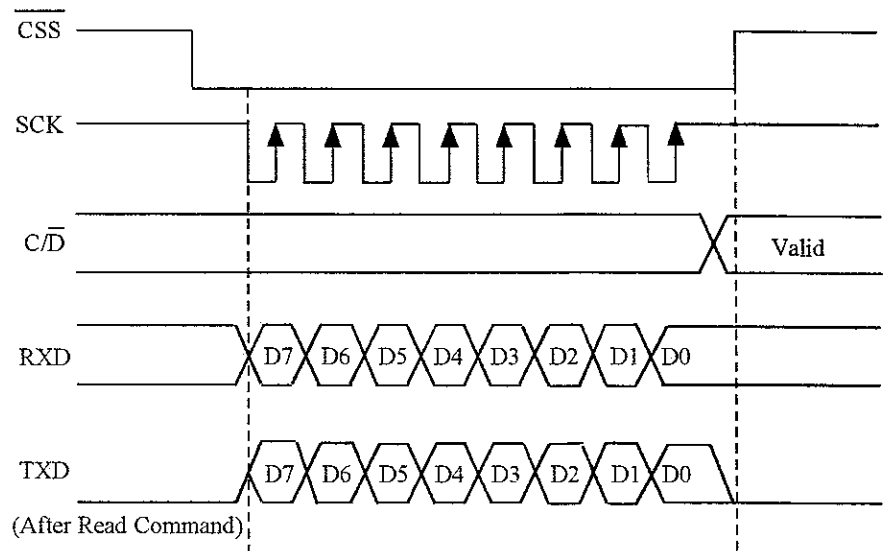 CSS
SCK
C/D Valid
RXD D7 D6 D5 D4 D3 D2 D1 D0
TXD D7 D6 D5 D4 D3 D2 D1 D0
(After Read Command)